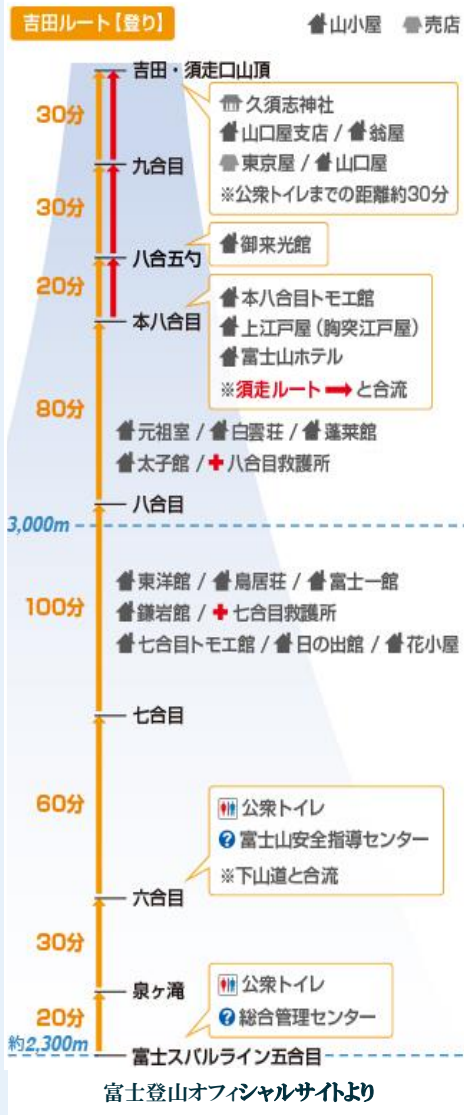 吉田ルート【登り】
山小屋 売店
吉田・須走口山頂
30分
久須志神社
山口屋支店 / 扇屋
東京屋 / 山口屋
※公衆トイレまでの距離約30分
九合目
30分
御来光館
八合五勺
20分
本八合目トモエ館
上江戸屋(胸突江戸屋)
富士山ホテル
※須走ルート➡と合流
本八合目
80分
元祖室 / 白雲荘 / 蓬莱館
太子館 / 八合目救護所
八合目
3,000m
東洋館 / 鳥居荘 / 富士一館
鎌岩館 / 七合目救護所
七合目トモエ館 / 日の出館 / 花小屋
100分
七合目
60分
公衆トイレ
? 富士山安全指導センター
※下山道と合流
六合目
30分
泉ヶ滝
公衆トイレ
? 総合管理センター
20分
約2,300m
富士スバルライン五合目
富士登山オフィシャルサイトより